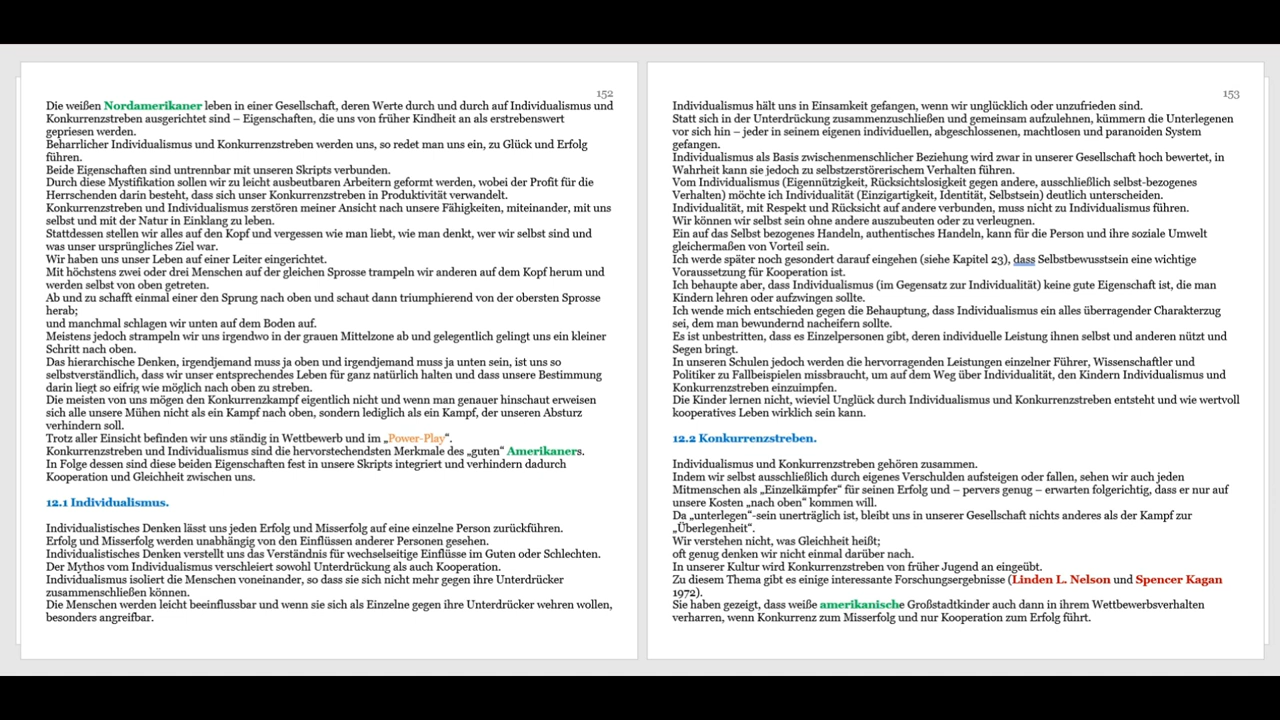 152
Die weißen Nordamerikaner leben in einer Gesellschaft, deren Werte durch und durch auf Individualismus und
Konkurrenzstreben ausgerichtet sind – Eigenschaften, die uns von früher Kindheit an als erstrebenswert
gepriesen werden.
Beharrlicher Individualismus und Konkurrenzstreben werden uns, so redet man uns ein, zu Glück und Erfolg
führen.
Beide Eigenschaften sind untrennbar mit unseren Skripts verbunden.
Durch diese Mystifikation sollen wir zu leicht ausbeutbaren Arbeitern geformt werden, wobei der Profit für die
Herrschenden darin besteht, dass sich unser Konkurrenzstreben in Produktivität verwandelt.
Konkurrenzstreben und Individualismus zerstören meiner Ansicht nach unsere Fähigkeiten, miteinander, mit uns
selbst und mit der Natur in Einklang zu leben.
Stattdessen stellen wir alles auf den Kopf und vergessen wie man liebt, wie man denkt, wer wir selbst sind und
was unser ursprüngliches Ziel war.
Wir haben uns unser Leben auf einer Leiter eingerichtet.
Mit höchstens zwei oder drei Menschen auf der gleichen Sprosse trampeln wir anderen auf dem Kopf herum und
werden selbst von oben getreten.
Ab und zu schafft einmal einer den Sprung nach oben und schaut dann triumphierend von der obersten Sprosse
herab;
und manchmal schlagen wir unten auf dem Boden auf.
Meistens jedoch strampeln wir uns irgendwo in der grauen Mittelzone ab und gelegentlich gelingt uns ein kleiner
Schritt nach oben.
Das hierarchische Denken, irgendjemand muss ja oben und irgendjemand muss ja unten sein, ist uns so
selbstverständlich, dass wir unser entsprechendes Leben für ganz natürlich halten und dass unsere Bestimmung
darin liegt so eifrig wie möglich nach oben zu streben.
Die meisten von uns mögen den Konkurrenzkampf eigentlich nicht und wenn man genauer hinschaut erweisen
sich alle unsere Mühen nicht als ein Kampf nach oben, sondern lediglich als ein Kampf, der unseren Absturz
verhindern soll.
Trotz aller Einsicht befinden wir uns ständig in Wettbewerb und im „Power-Play“.
Konkurrenzstreben und Individualismus sind die hervorstechendsten Merkmale des „guten“ Amerikaners.
In Folge dessen sind diese beiden Eigenschaften fest in unsere Skripts integriert und verhindern dadurch
Kooperation und Gleichheit zwischen uns.
12.1 Individualismus.
Individualistisches Denken lässt uns jeden Erfolg und Misserfolg auf eine einzelne Person zurückführen.
Erfolg und Misserfolg werden unabhängig von den Einflüssen anderer Personen gesehen.
Individualistisches Denken verstellt uns das Verständnis für wechselseitige Einflüsse im Guten oder Schlechten.
Der Mythos vom Individualismus verschleiert sowohl Unterdrückung als auch Kooperation.
Individualismus isoliert die Menschen voneinander, so dass sie sich nicht mehr gegen ihre Unterdrücker
zusammenschließen können.
Die Menschen werden leicht beeinflussbar und wenn sie sich als Einzelne gegen ihre Unterdrücker wehren wollen,
besonders angreifbar.
153
Individualismus hält uns in Einsamkeit gefangen, wenn wir unglücklich oder unzufrieden sind.
Statt sich in der Unterdrückung zusammenzuschließen und gemeinsam aufzulehnen, kümmern die Unterlegenen
vor sich hin – jeder in seinem eigenen individuellen, abgeschlossenen, machtlosen und paranoiden System
gefangen.
Individualismus als Basis zwischenmenschlicher Beziehung wird zwar in unserer Gesellschaft hoch bewertet, in
Wahrheit kann sie jedoch zu selbstzerstörerischem Verhalten führen.
Vom Individualismus (Eigennützigkeit, Rücksichtslosigkeit gegen andere, ausschließlich selbst-bezogenes
Verhalten) möchte ich Individualität (Einzigartigkeit, Identität, Selbstsein) deutlich unterscheiden.
Individualität, mit Respekt und Rücksicht auf andere verbunden, muss nicht zu Individualismus führen.
Wir können wir selbst sein ohne andere auszubeuten oder zu verleugnen.
Ein auf das Selbst bezogenes Handeln, authentisches Handeln, kann für die Person und ihre soziale Umwelt
gleichermaßen von Vorteil sein.
Ich werde später noch gesondert darauf eingehen (siehe Kapitel 23), dass Selbstbewusstsein eine wichtige
Voraussetzung für Kooperation ist.
Ich behaupte aber, dass Individualismus (im Gegensatz zur Individualität) keine gute Eigenschaft ist, die man
Kindern lehren oder aufzwingen sollte.
Ich wende mich entschieden gegen die Behauptung, dass Individualismus ein alles überragender Charakterzug
sei, dem man bewundernd nacheifern sollte.
Es ist unbestritten, dass es Einzelpersonen gibt, deren individuelle Leistung ihnen selbst und anderen nützt und
Segen bringt.
In unseren Schulen jedoch werden die hervorragenden Leistungen einzelner Führer, Wissenschaftler und
Politiker zu Fallbeispielen missbraucht, um auf dem Weg über Individualität, den Kindern Individualismus und
Konkurrenzstreben einzuimpfen.
Die Kinder lernen nicht, wieviel Unglück durch Individualismus und Konkurrenzstreben entsteht und wie wertvoll
kooperatives Leben wirklich sein kann.
12.2 Konkurrenzstreben.
Individualismus und Konkurrenzstreben gehören zusammen.
Indem wir selbst ausschließlich durch eigenes Verschulden aufsteigen oder fallen, sehen wir auch jeden
Mitmenschen als „Einzelkämpfer“ für seinen Erfolg und – pervers genug – erwarten folgerichtig, dass er nur auf
unsere Kosten „nach oben“ kommen will.
Da „unterlegen“-sein unerträglich ist, bleibt uns in unserer Gesellschaft nichts anderes als der Kampf zur
„Überlegenheit“.
Wir verstehen nicht, was Gleichheit heißt;
oft genug denken wir nicht einmal darüber nach.
In unserer Kultur wird Konkurrenzstreben von früher Jugend an eingeübt.
Zu diesem Thema gibt es einige interessante Forschungsergebnisse (Linden L. Nelson und Spencer Kagan
1972).
Sie haben gezeigt, dass weiße amerikanische Großstadtkinder auch dann in ihrem Wettbewerbsverhalten
verharren, wenn Konkurrenz zum Misserfolg und nur Kooperation zum Erfolg führt.